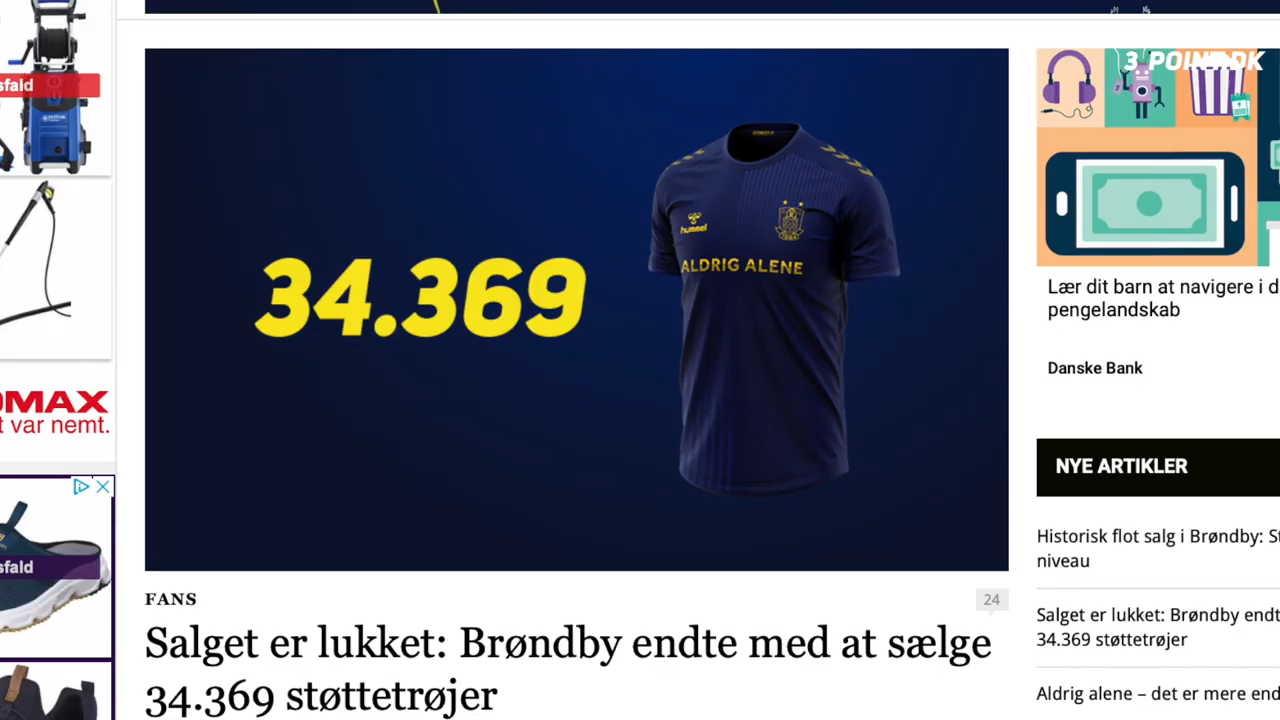 sfald
OMAX
t var nemt.
sfald
34.369
hummel
ALDRIG ALENE
FANS
24
Salget er lukket: Brøndby endte med at sælge
34.369 støttetrøjer
3 POINT.DK
Lær dit barn at navigere i d
pengelandskab
Danske Bank
NYE ARTIKLER
Historisk flot salg i Brøndby: St
niveau
Salget er lukket: Brøndby endt
34.369 støttetrøjer
Aldrig alene – det er mere end